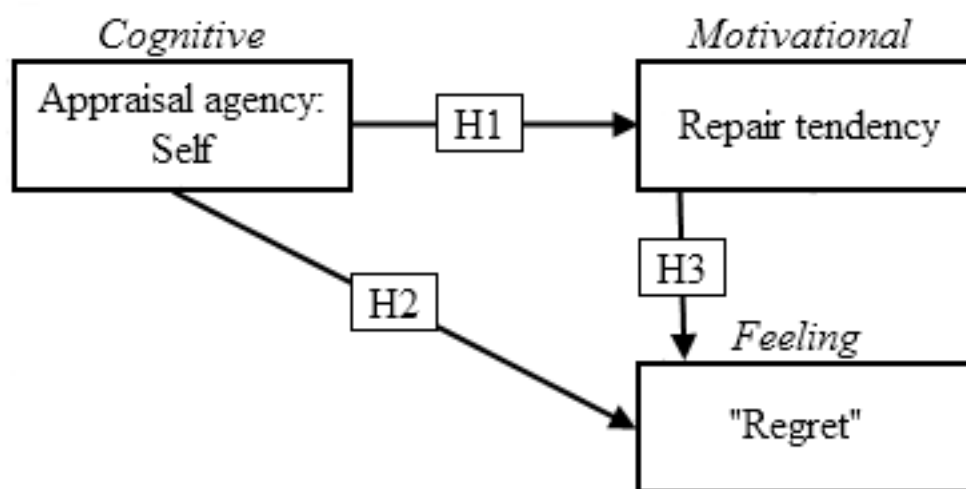 Cognitive
Motivational
Appraisal agency:
Self
H1
Repair tendency
H2
H3
Feeling
"Regret"